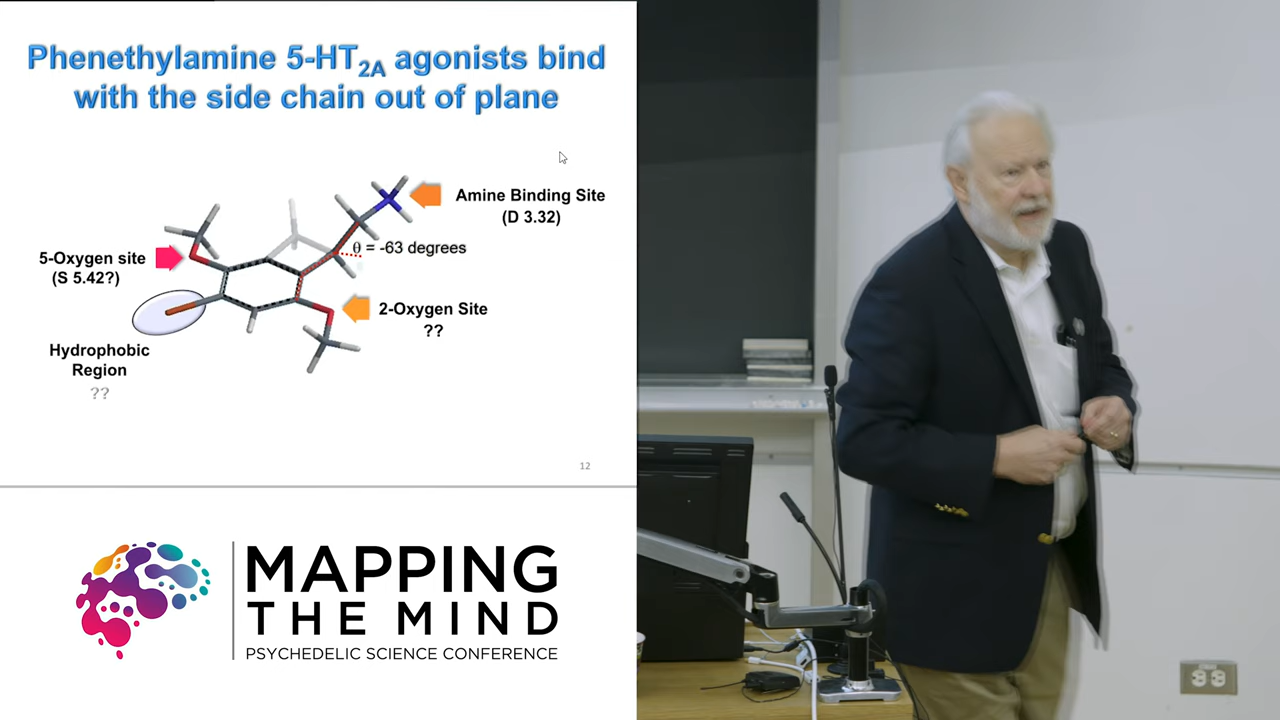 Phenethylamine 5-HT2A agonists bind
with the side chain out of plane
Amine Binding Site
(D 3.32)
θ = -63 degrees
5-Oxygen site
(S 5.42?)
2-Oxygen Site
??
Hydrophobic
Region
??
12
MAPPING
THE MIND
PSYCHEDELIC SCIENCE CONFERENCE